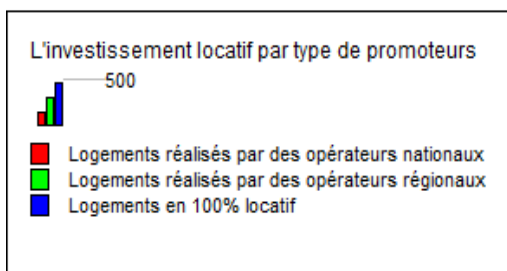 L'investissement locatif par type de promoteurs
500
Logements réalisés par des opérateurs nationaux
Logements réalisés par des opérateurs régionaux
Logements en 100% locatif